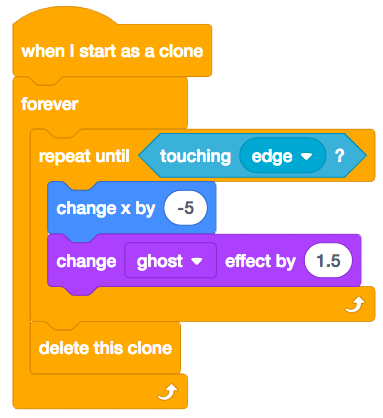 when I start as a clone
forever
repeat until touching edge ?
change x by -5
change ghost effect by 1.5
delete this clone